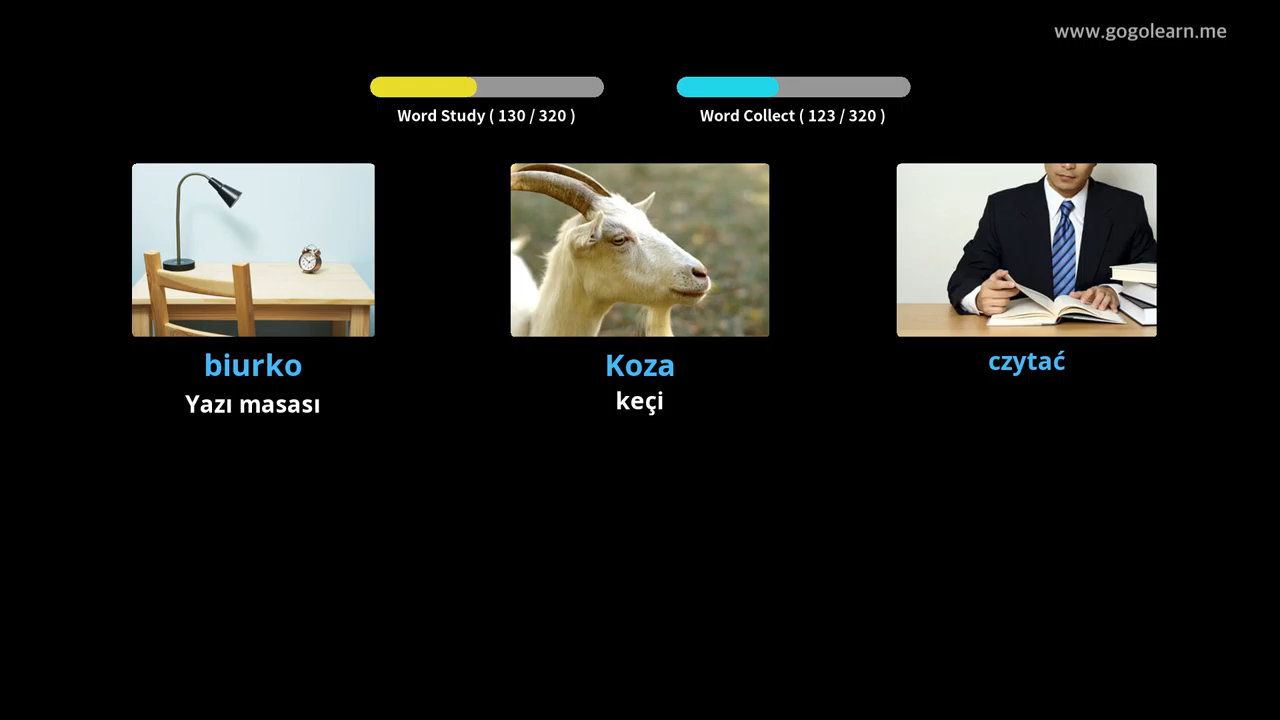 www.gogolearn.me
Word Study ( 130 / 320 )
Word Collect ( 123 / 320 )
biurko
Koza
czytać
Yazı masası
keçi